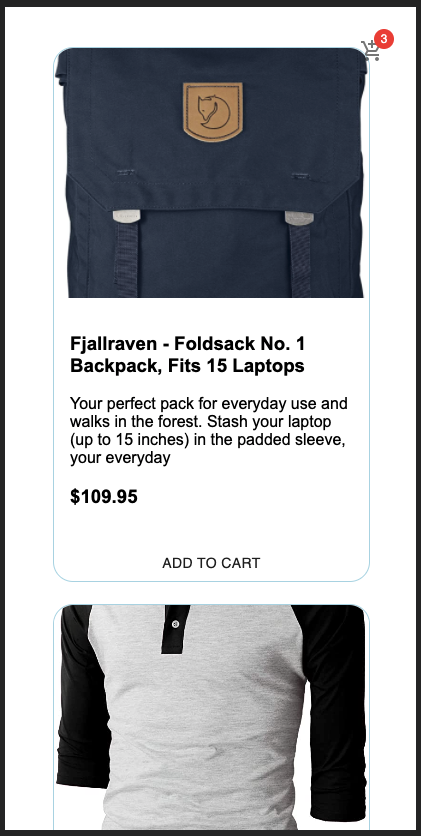 3
Fjallraven - Foldsack No. 1
Backpack, Fits 15 Laptops
Your perfect pack for everyday use and
walks in the forest. Stash your laptop
(up to 15 inches) in the padded sleeve,
your everyday
$109.95
ADD TO CART